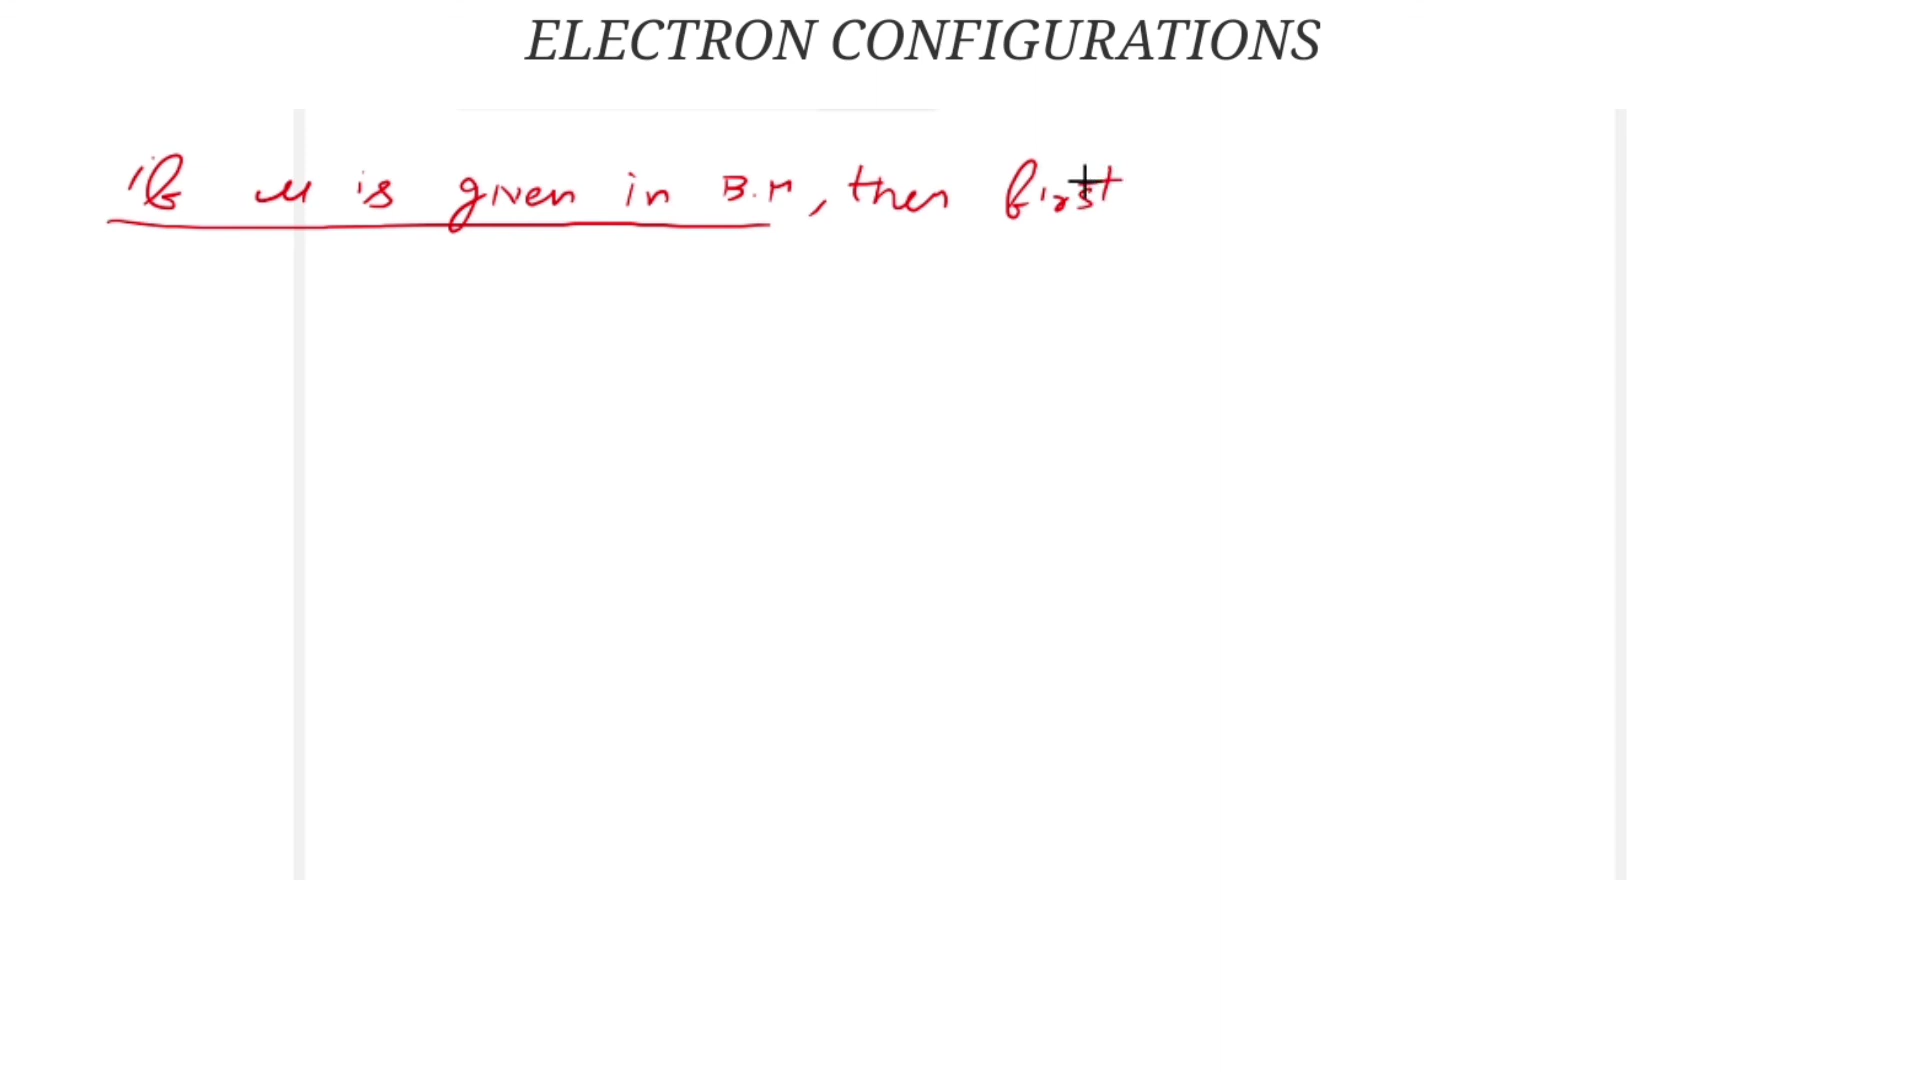 ELECTRON CONFIGURATIONS
if μ is given in B.M, then first